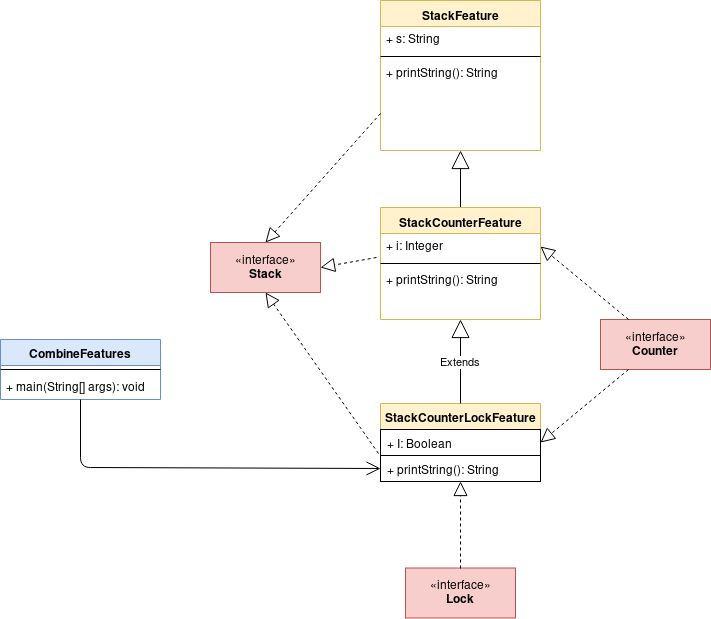 StackFeature
+ s: String
+ printString(): String
StackCounterFeature
+ i: Integer
+ printString(): String
«interface»
Stack
«interface»
Counter
CombineFeatures
+ main(String[] args): void
Extends
StackCounterLockFeature
+ l: Boolean
+ printString(): String
«interface»
Lock